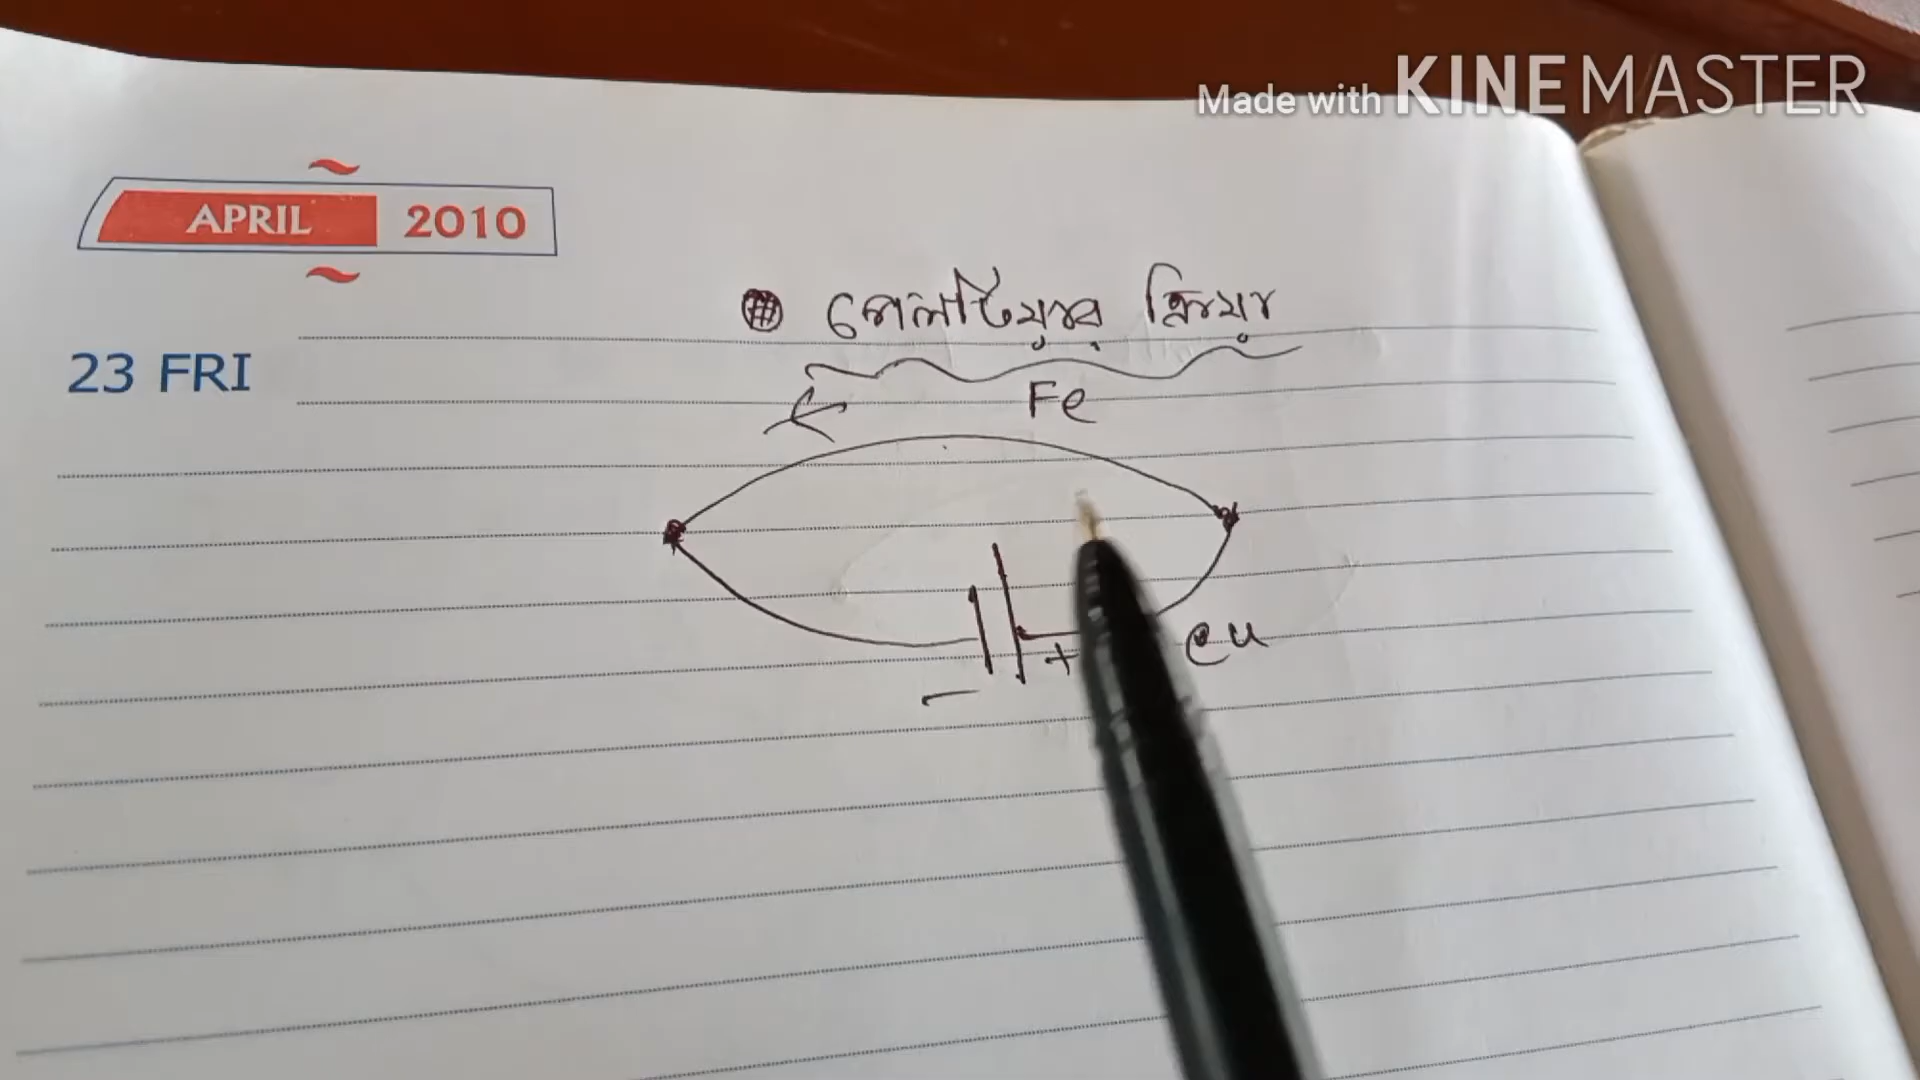 Made with KINEMASTER
APRIL 2010
পেলটিয়ার ক্রিয়া
23 FRI
Fe
+ Cu
−